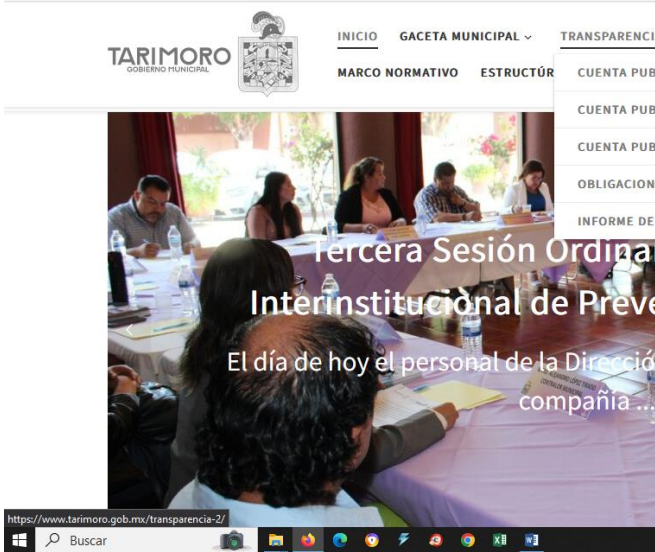 TARIMORO
GOBIERNO MUNICIPAL
INICIO GACETA MUNICIPAL TRANSPARENCI
MARCO NORMATIVO ESTRUCTÚR
CUENTA PUB
CUENTA PUB
CUENTA PUB
OBLIGACION
INFORME DE
Tercera Sesión Ordina
Interinstitucional de Preve
El día de hoy el personal de la Direcció
compañía ...
https://www.tarimoro.gob.mx/transparencia-2/
Buscar